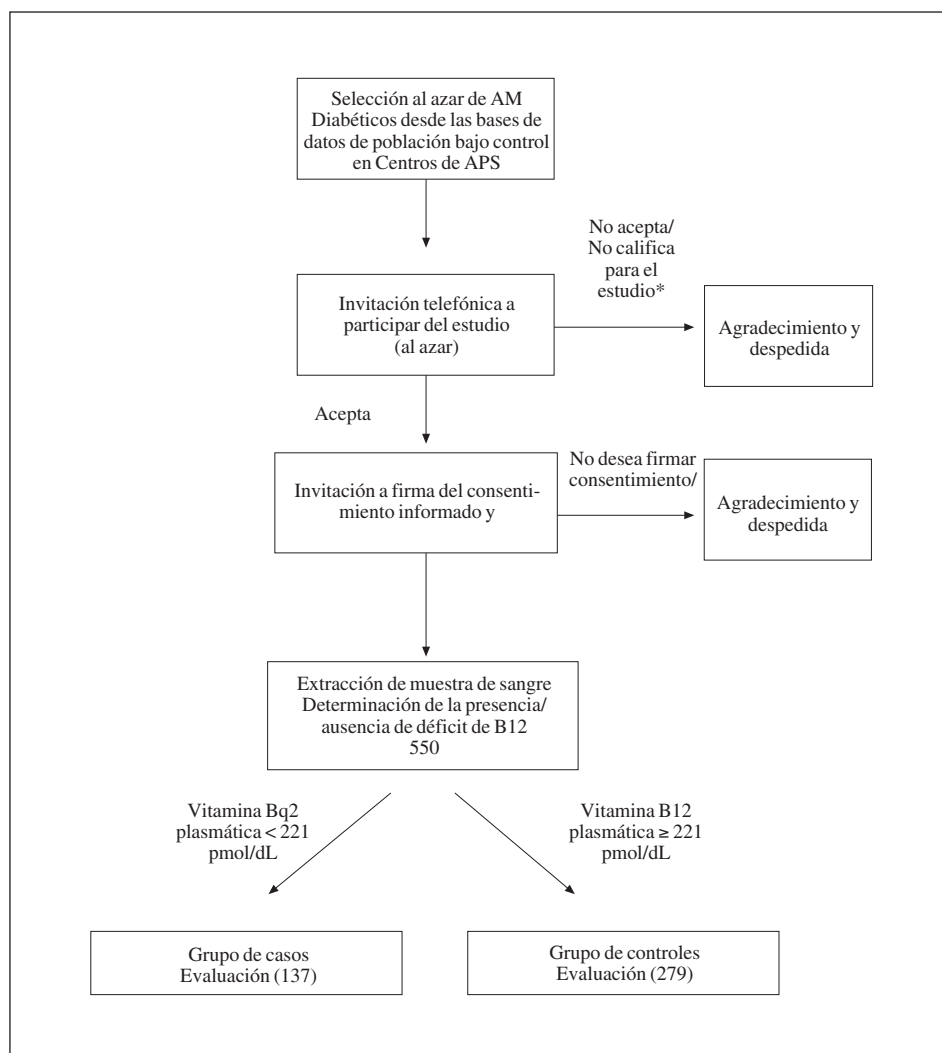 Selección al azar de AM
Diabéticos desde las bases de
datos de población bajo control
en Centros de APS
No acepta/
No califica
para el
estudio*
Invitación telefónica a
participar del estudio
(al azar)
Agradecimiento y
despedida
Acepta
No desea firmar
consentimiento/
Invitación a firma del consenti-
miento informado y
Agradecimiento y
despedida
Extracción de muestra de sangre
Determinación de la presencia/
ausencia de déficit de B12
550
Vitamina Bq2
plasmática < 221
pmol/dL
Vitamina B12
plasmática ≥ 221
pmol/dL
Grupo de casos
Evaluación (137)
Grupo de controles
Evaluación (279)